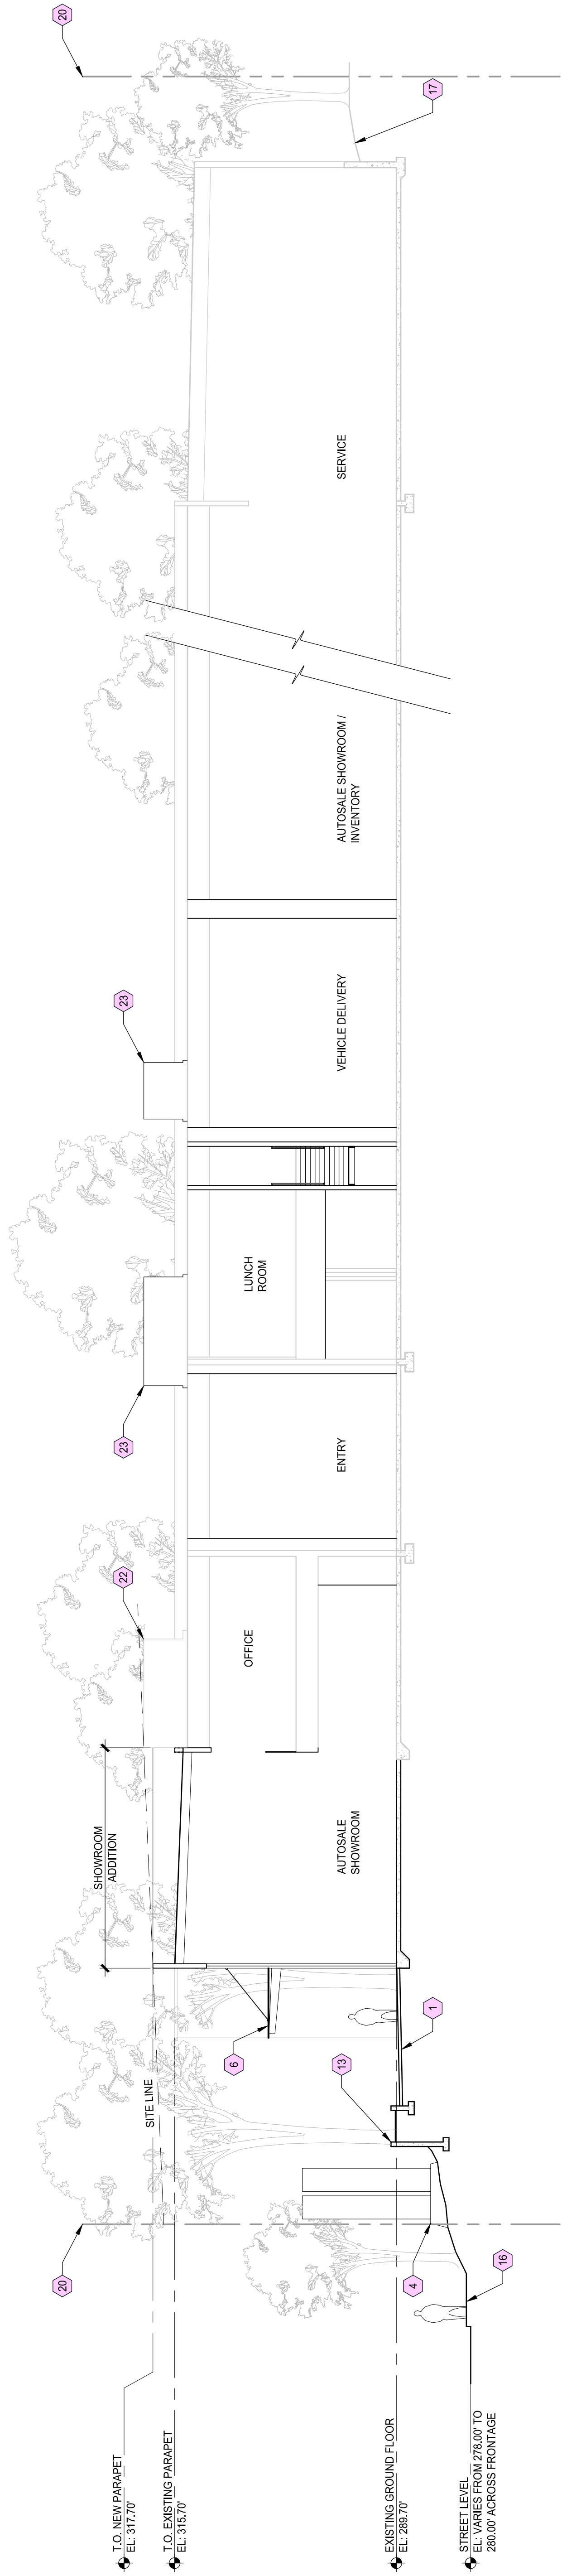 T.O. NEW PARAPET
EL: 317.70'
T.O. EXISTING PARAPET
EL: 315.70'
EXISTING GROUND FLOOR
EL: 289.70'
STREET LEVEL
EL: VARIES FROM 278.00' TO
280.00' ACROSS FRONTAGE
20
4
16
SITE LINE
13
6
1
SHOWROOM
ADDITION
AUTOSALE
SHOWROOM
22
OFFICE
ENTRY
23
LUNCH
ROOM
23
VEHICLE DELIVERY
AUTOSALE SHOWROOM /
INVENTORY
SERVICE
17
20